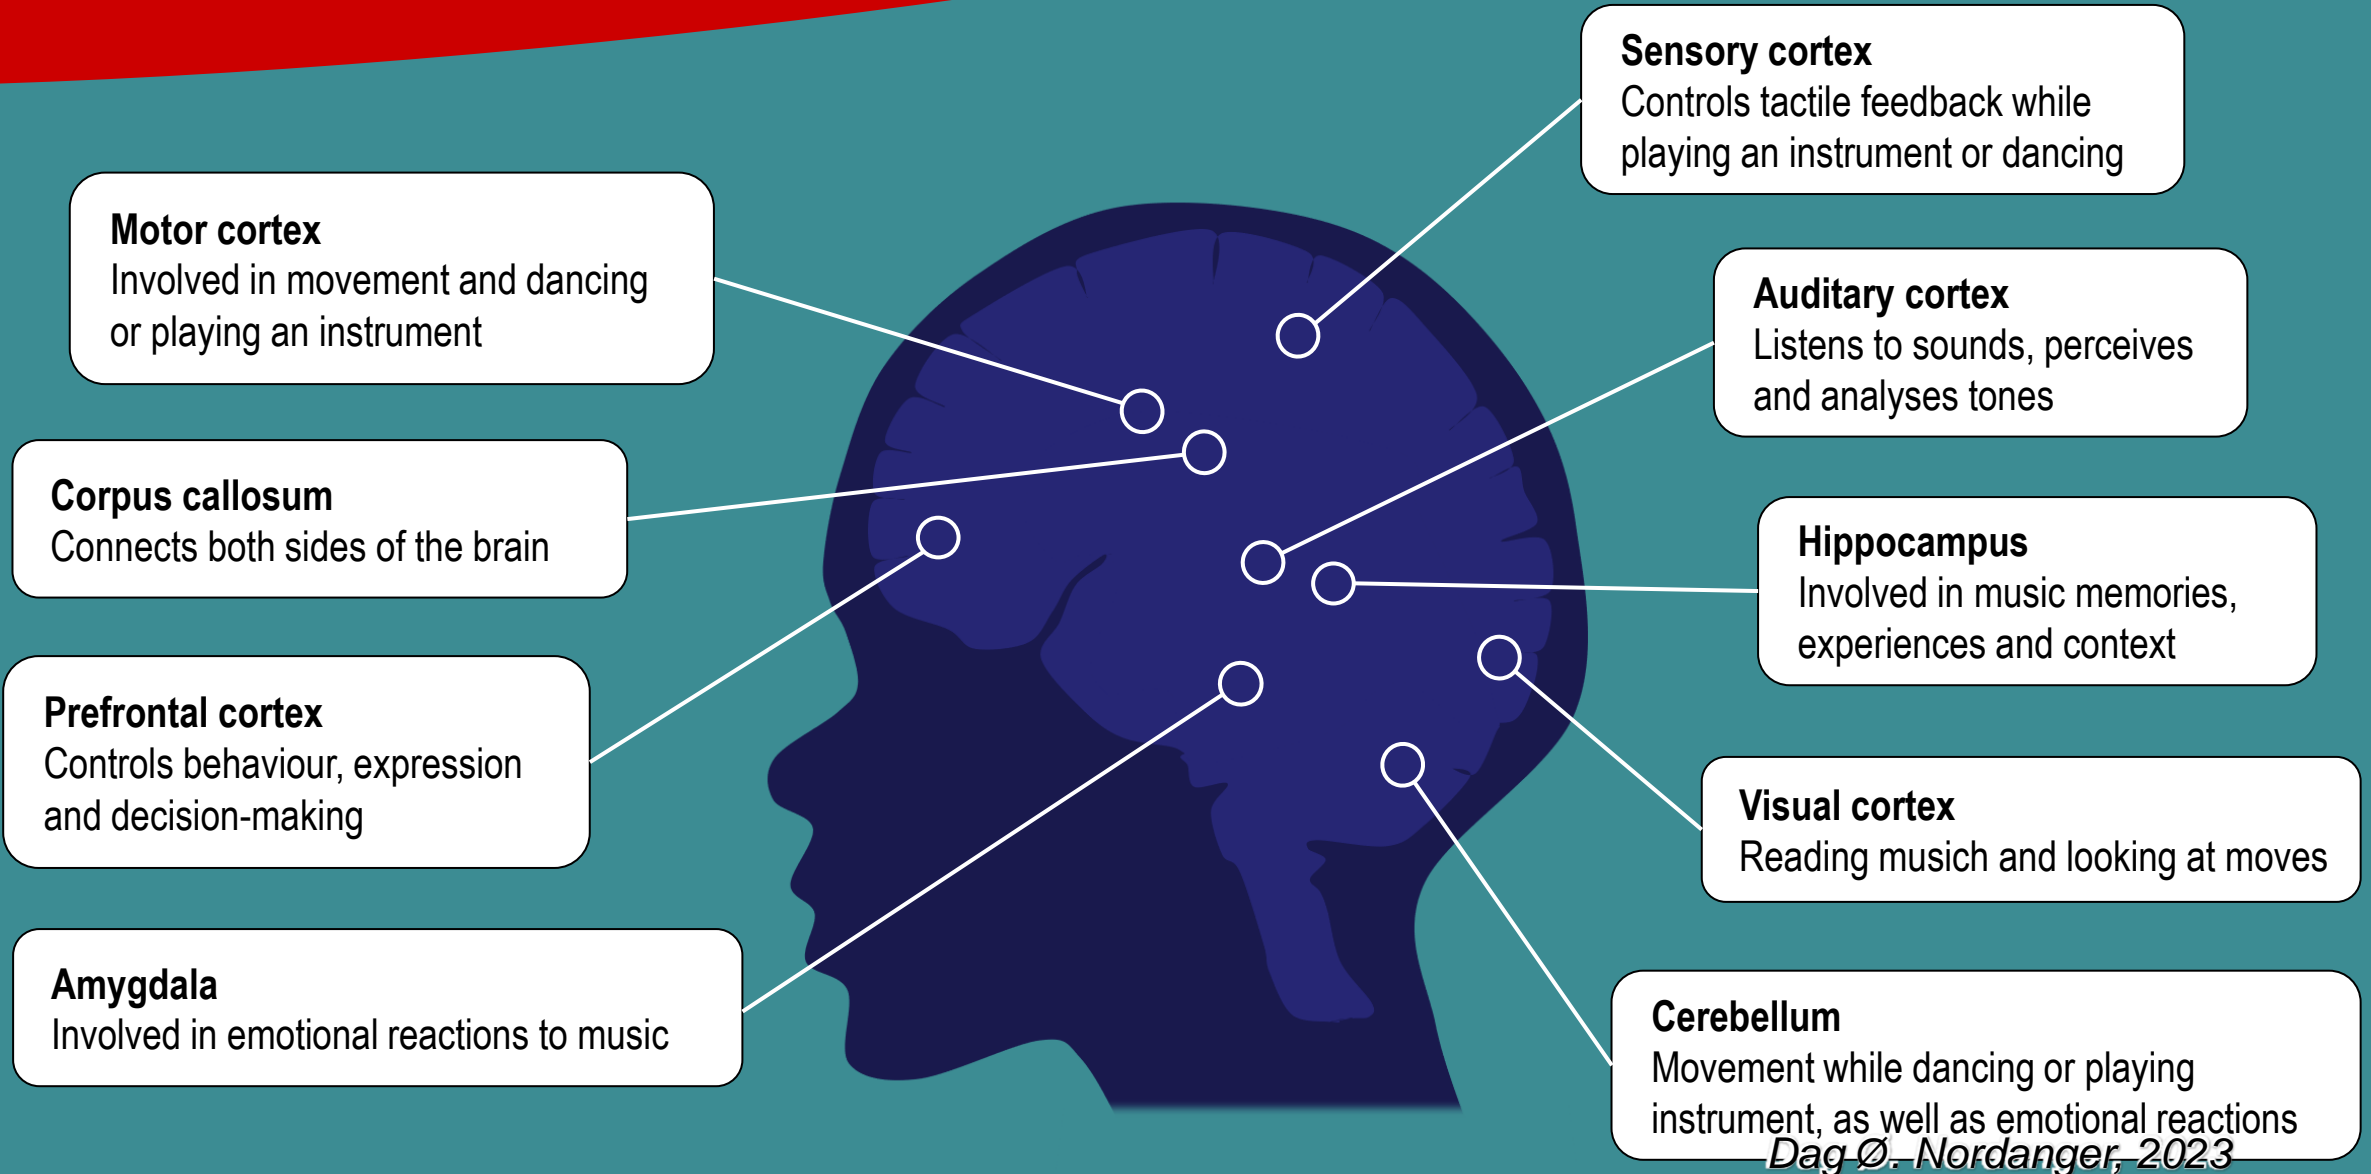 Sensory cortex
Controls tactile feedback while
playing an instrument or dancing
Motor cortex
Involved in movement and dancing
or playing an instrument
Auditary cortex
Listens to sounds, perceives
and analyses tones
Corpus callosum
Connects both sides of the brain
Hippocampus
Involved in music memories,
experiences and context
Prefrontal cortex
Controls behaviour, expression
and decision-making
Visual cortex
Reading musich and looking at moves
Amygdala
Involved in emotional reactions to music
Cerebellum
Movement while dancing or playing
instrument, as well as emotional reactions
Dag Ø. Nordanger, 2023